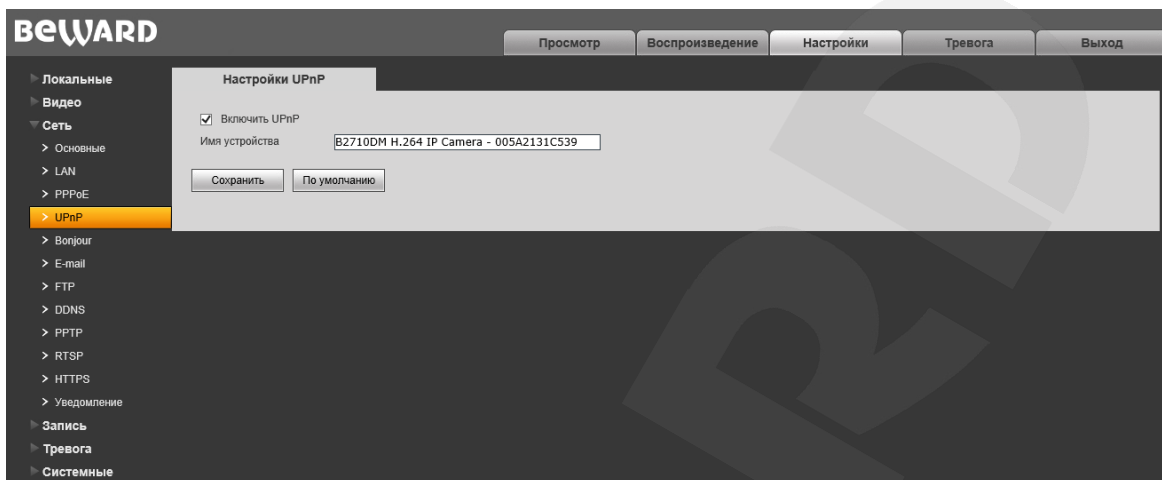 BEWARD
Просмотр Воспроизведение Настройки Тревога Выход
Локальные
Видео
Сеть
Основные
LAN
PPPoE
UPnP
Bonjour
E-mail
FTP
DDNS
PPTP
RTSP
HTTPS
Уведомление
Запись
Тревога
Системные
Настройки UPnP
Включить UPnP
Имя устройства B2710DM H.264 IP Camera - 005A2131C539
Сохранить По умолчанию